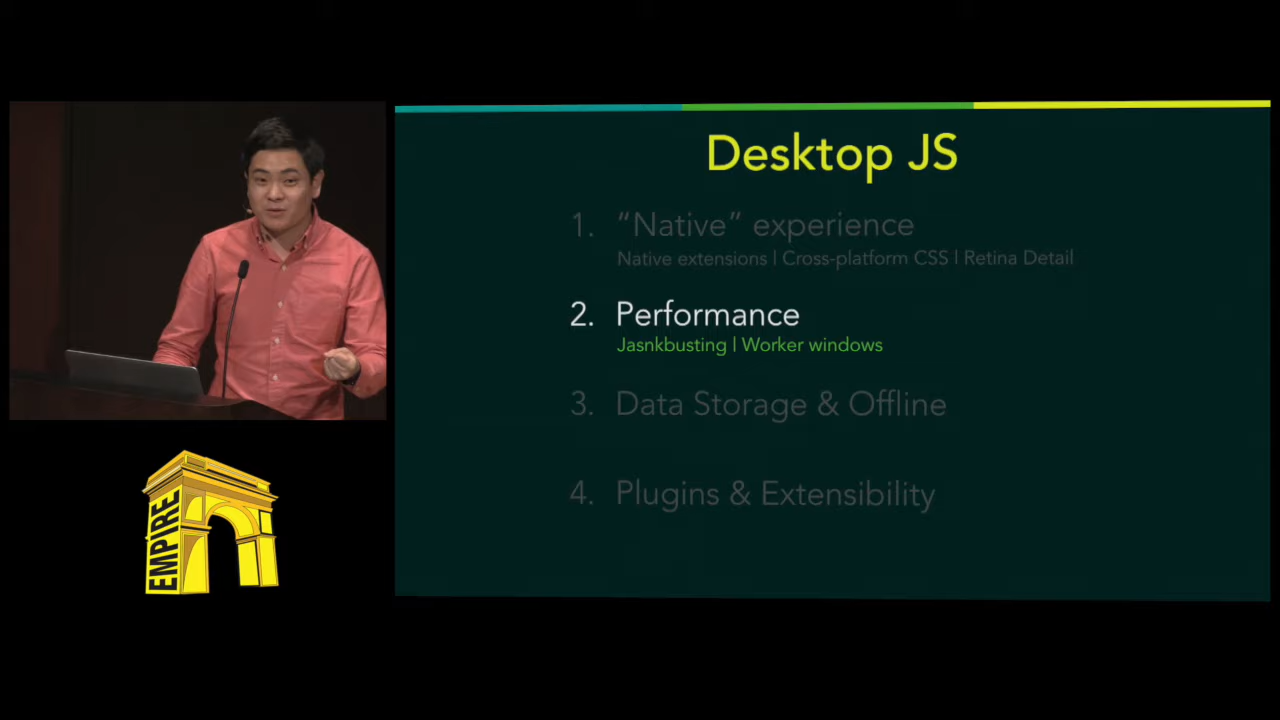 Desktop JS
1. “Native” experience
Native extensions | Cross-platform CSS | Retina Detail
2. Performance
Jasnkbusting | Worker windows
3. Data Storage & Offline
4. Plugins & Extensibility
EMPIRE